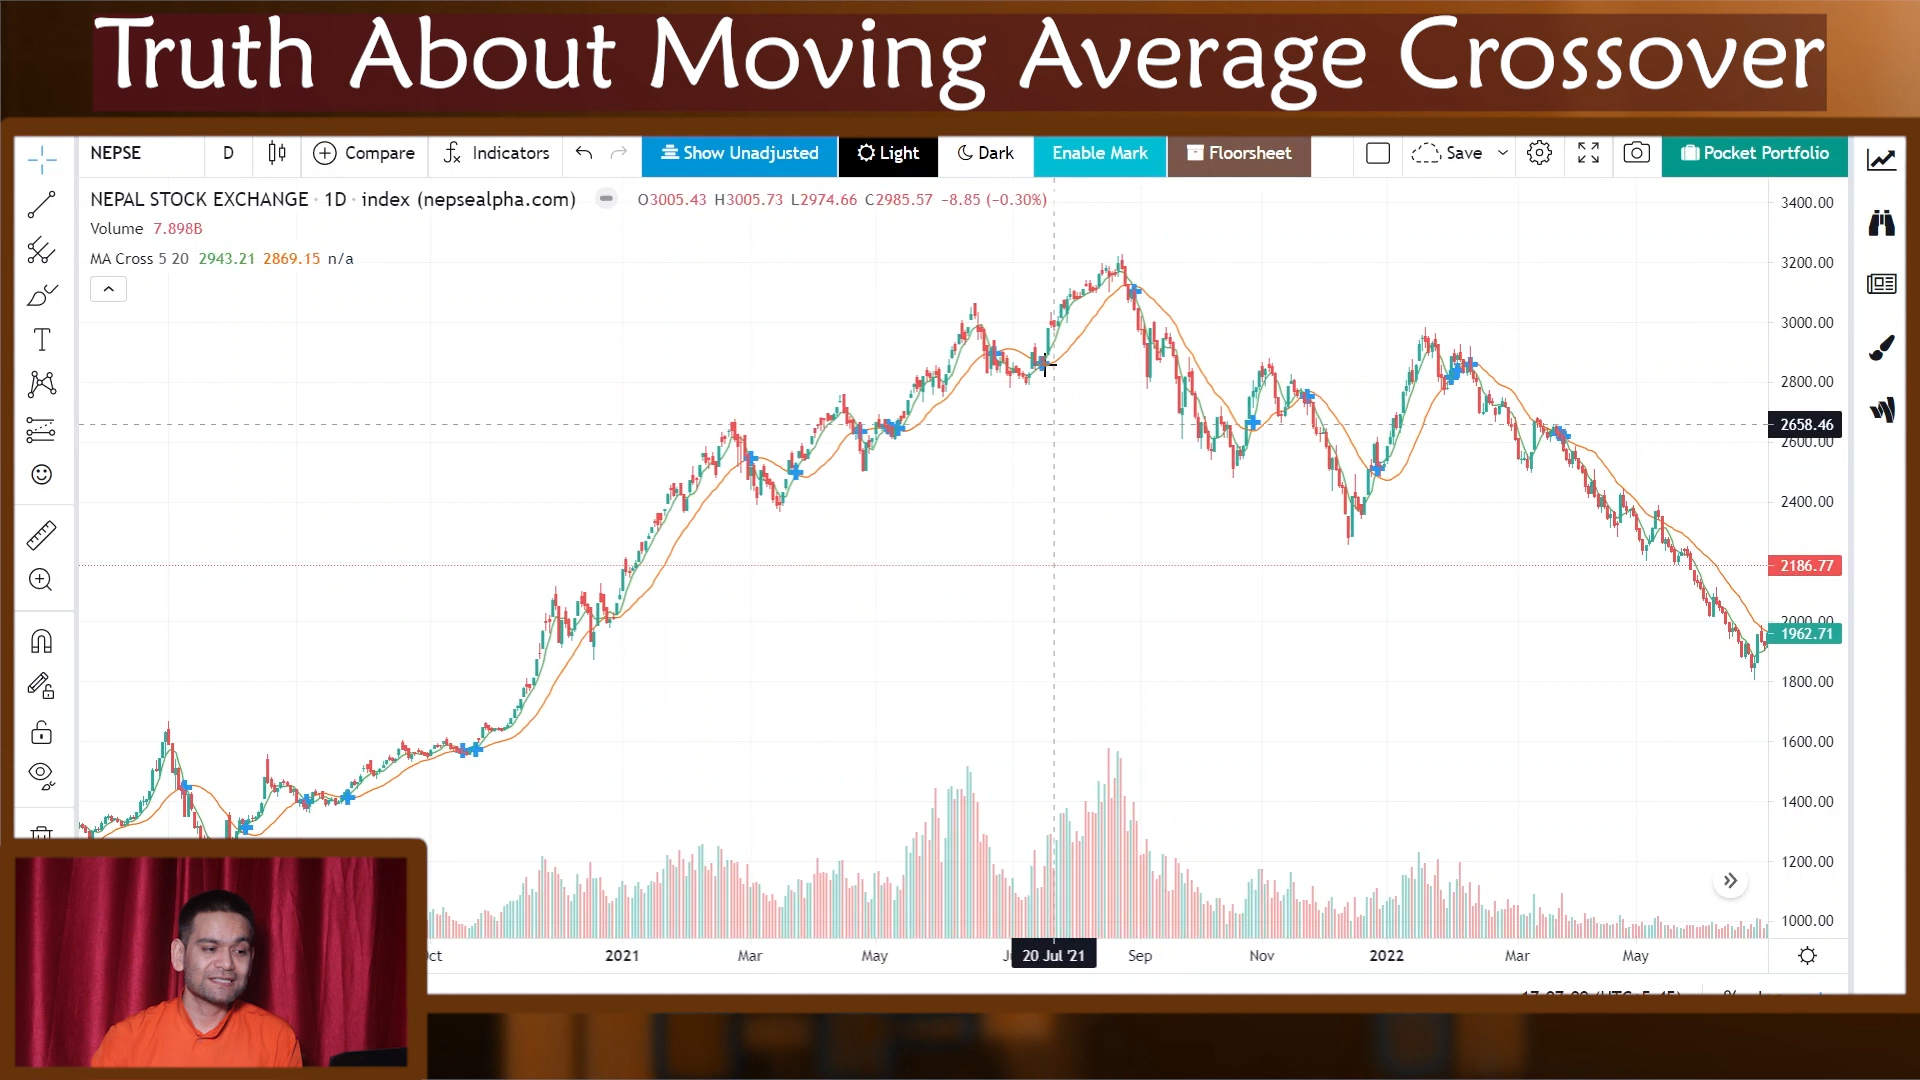 Truth About Moving Average Crossover
NEPSE D Compare Indicators Show Unadjusted Light Dark Enable Mark Floorsheet Save Pocket Portfolio
NEPAL STOCK EXCHANGE · 1D · index (nepsealpha.com) O3005.43 H3005.73 L2974.66 C2985.57 −8.85 (−0.30%)
Volume 7.898B
MA Cross 5 20 2943.21 2869.15 n/a
3400.00
3200.00
3000.00
2800.00
2658.46
2600.00
2400.00
2186.77
2000.00
1962.71
1800.00
1600.00
1400.00
1200.00
1000.00
2021 Mar May 20 Jul '21 Sep Nov 2022 Mar May